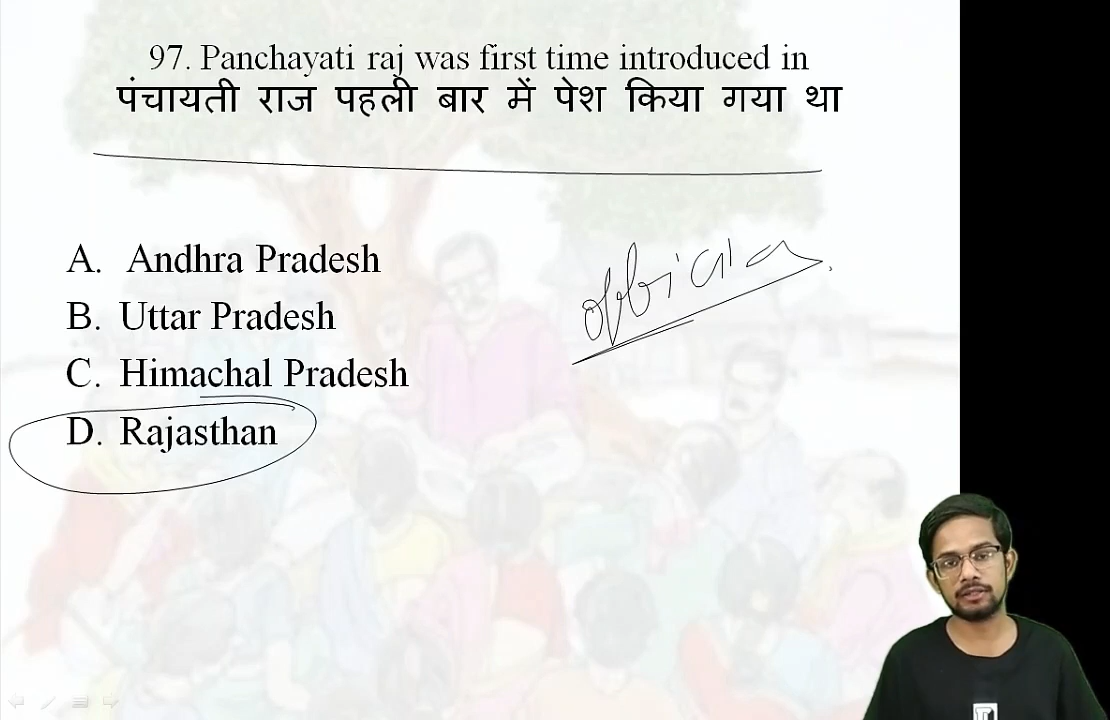 97. Panchayati raj was first time introduced in
पंचायती राज पहली बार में पेश किया गया था
A. Andhra Pradesh
B. Uttar Pradesh
C. Himachal Pradesh
D. Rajasthan